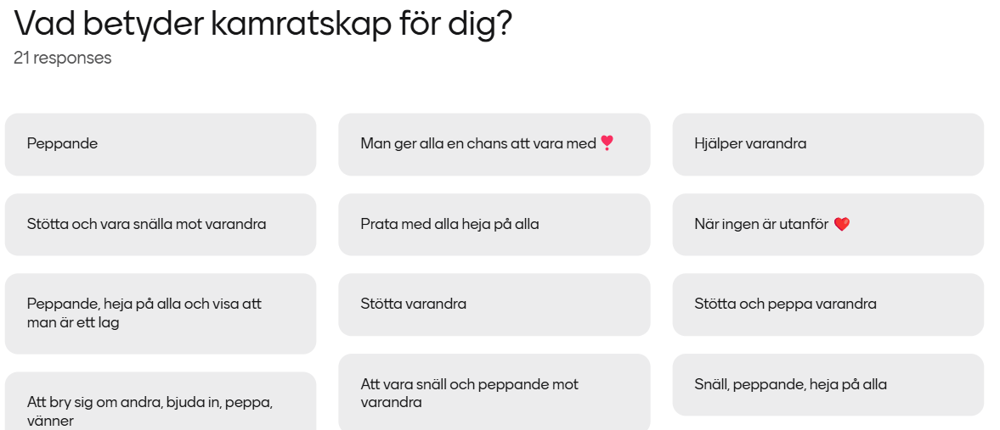 Vad betyder kamratskap för dig?
21 responses
Peppande
Man ger alla en chans att vara med ❣️
Hjälper varandra
Stötta och vara snälla mot varandra
Prata med alla heja på alla
När ingen är utanför ❤️
Peppande, heja på alla och visa att
man är ett lag
Stötta varandra
Stötta och peppa varandra
Att bry sig om andra, bjuda in, peppa,
vänner
Att vara snäll och peppande mot
varandra
Snäll, peppande, heja på alla